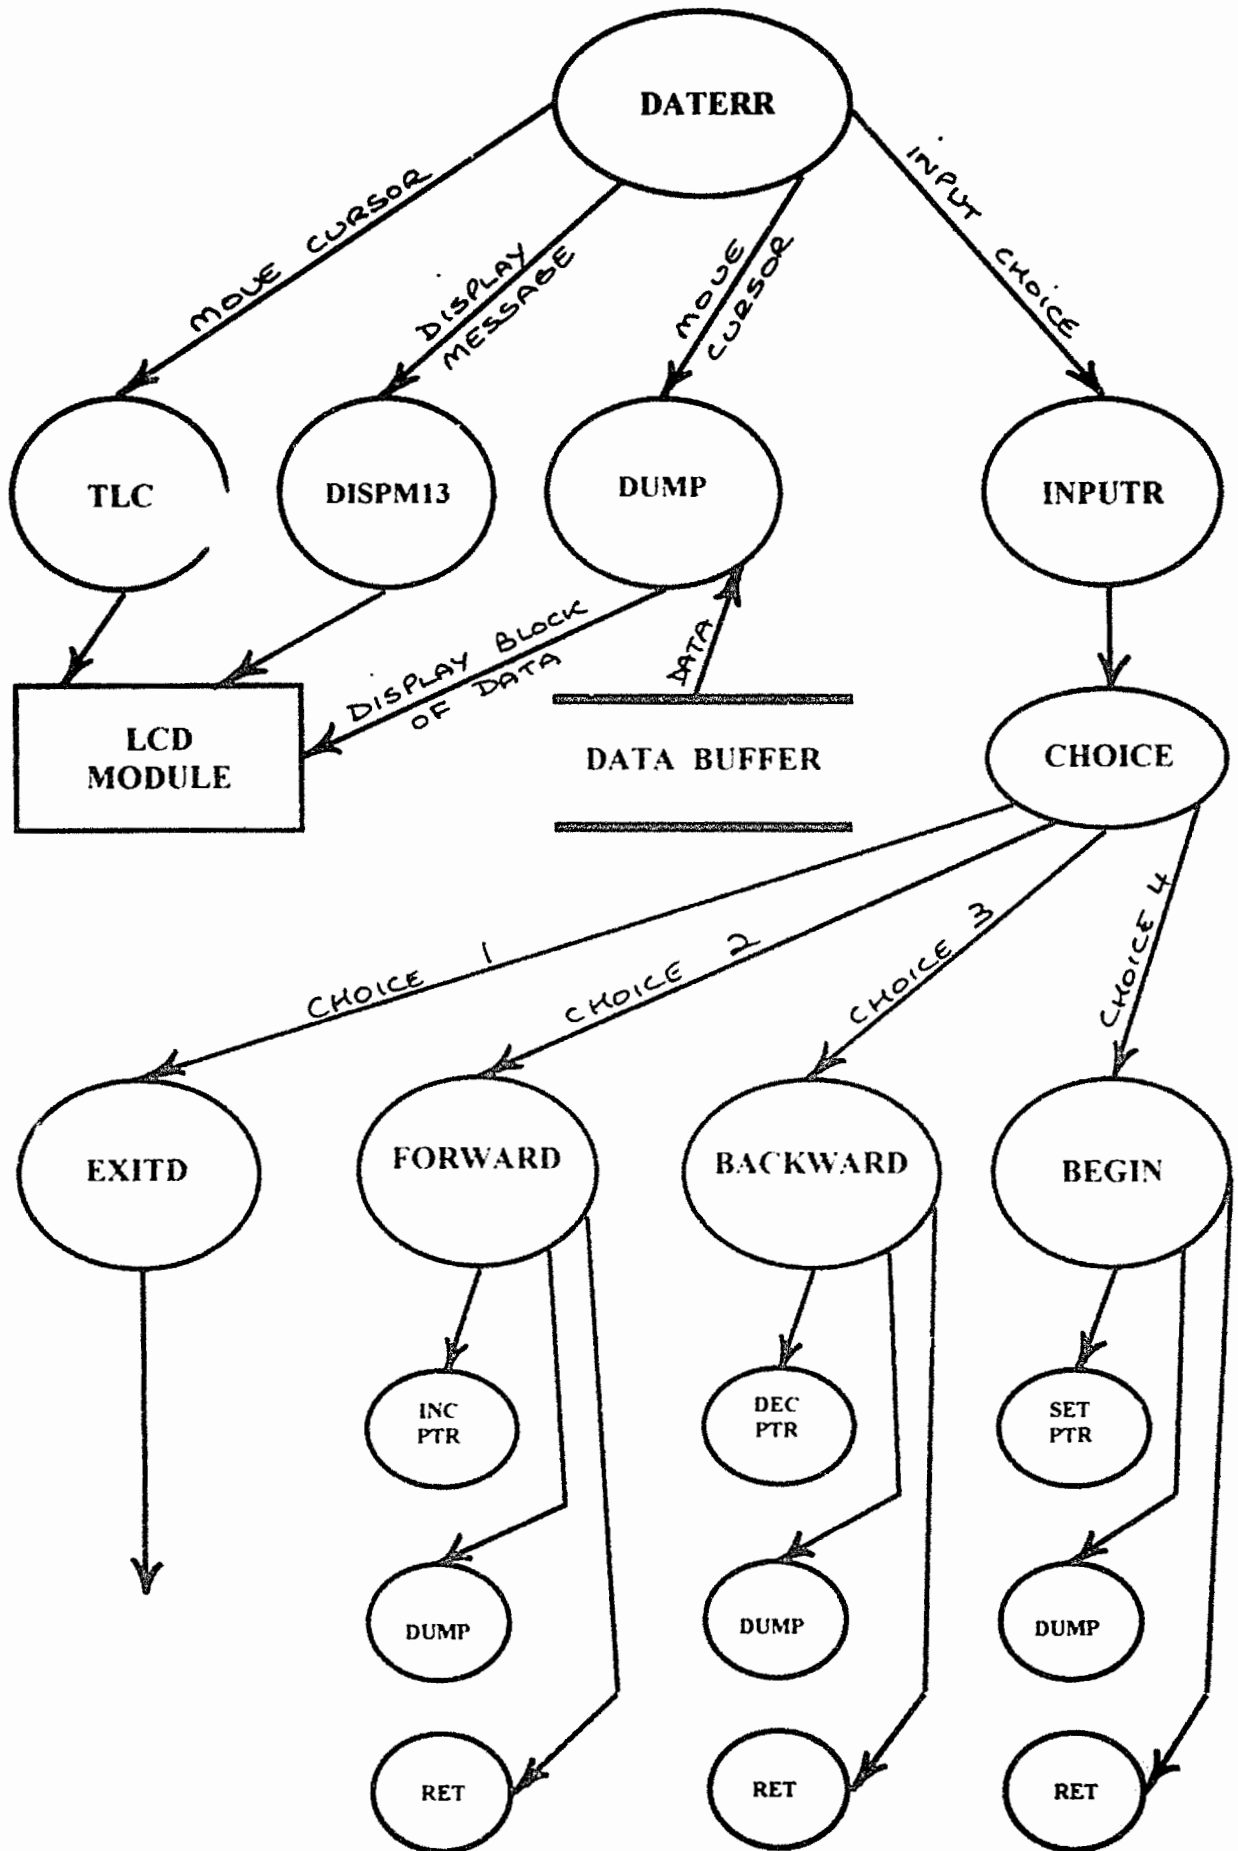 DATERR
MOVE CURSOR
DISPLAY
MESSAGE
MOVE
CURSOR
INPUT CHOICE
TLC
DISPM13
DUMP
INPUTR
DISPLAY BLOCK
OF DATA
DATA
LCD
MODULE
DATA BUFFER
CHOICE
CHOICE 1
CHOICE 2
CHOICE 3
CHOICE 4
EXITD
FORWARD
BACKWARD
BEGIN
INC
PTR
DEC
PTR
SET
PTR
DUMP
DUMP
DUMP
RET
RET
RET